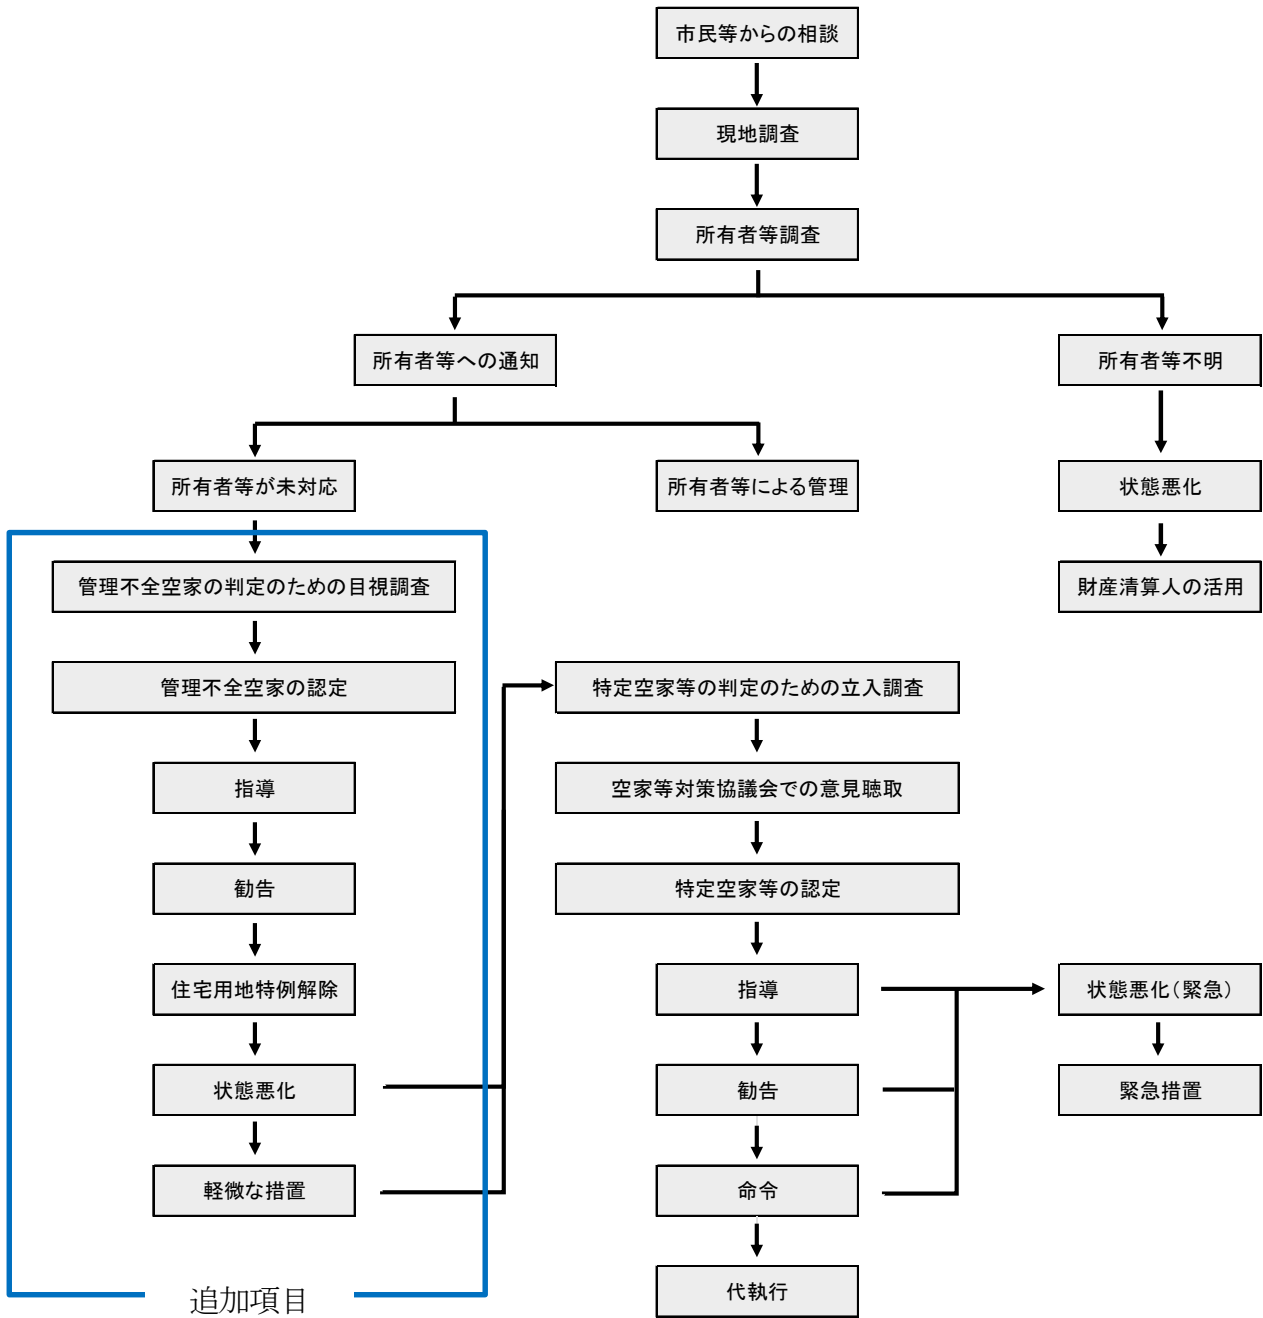 市民等からの相談
現地調査
所有者等調査
所有者等への通知
所有者等不明
所有者等が未対応
所有者等による管理
状態悪化
管理不全空家の判定のための目視調査
財産清算人の活用
管理不全空家の認定
特定空家等の判定のための立入調査
指導
空家等対策協議会での意見聴取
勧告
特定空家等の認定
住宅用地特例解除
指導
状態悪化（緊急）
状態悪化
勧告
緊急措置
軽微な措置
命令
代執行
追加項目